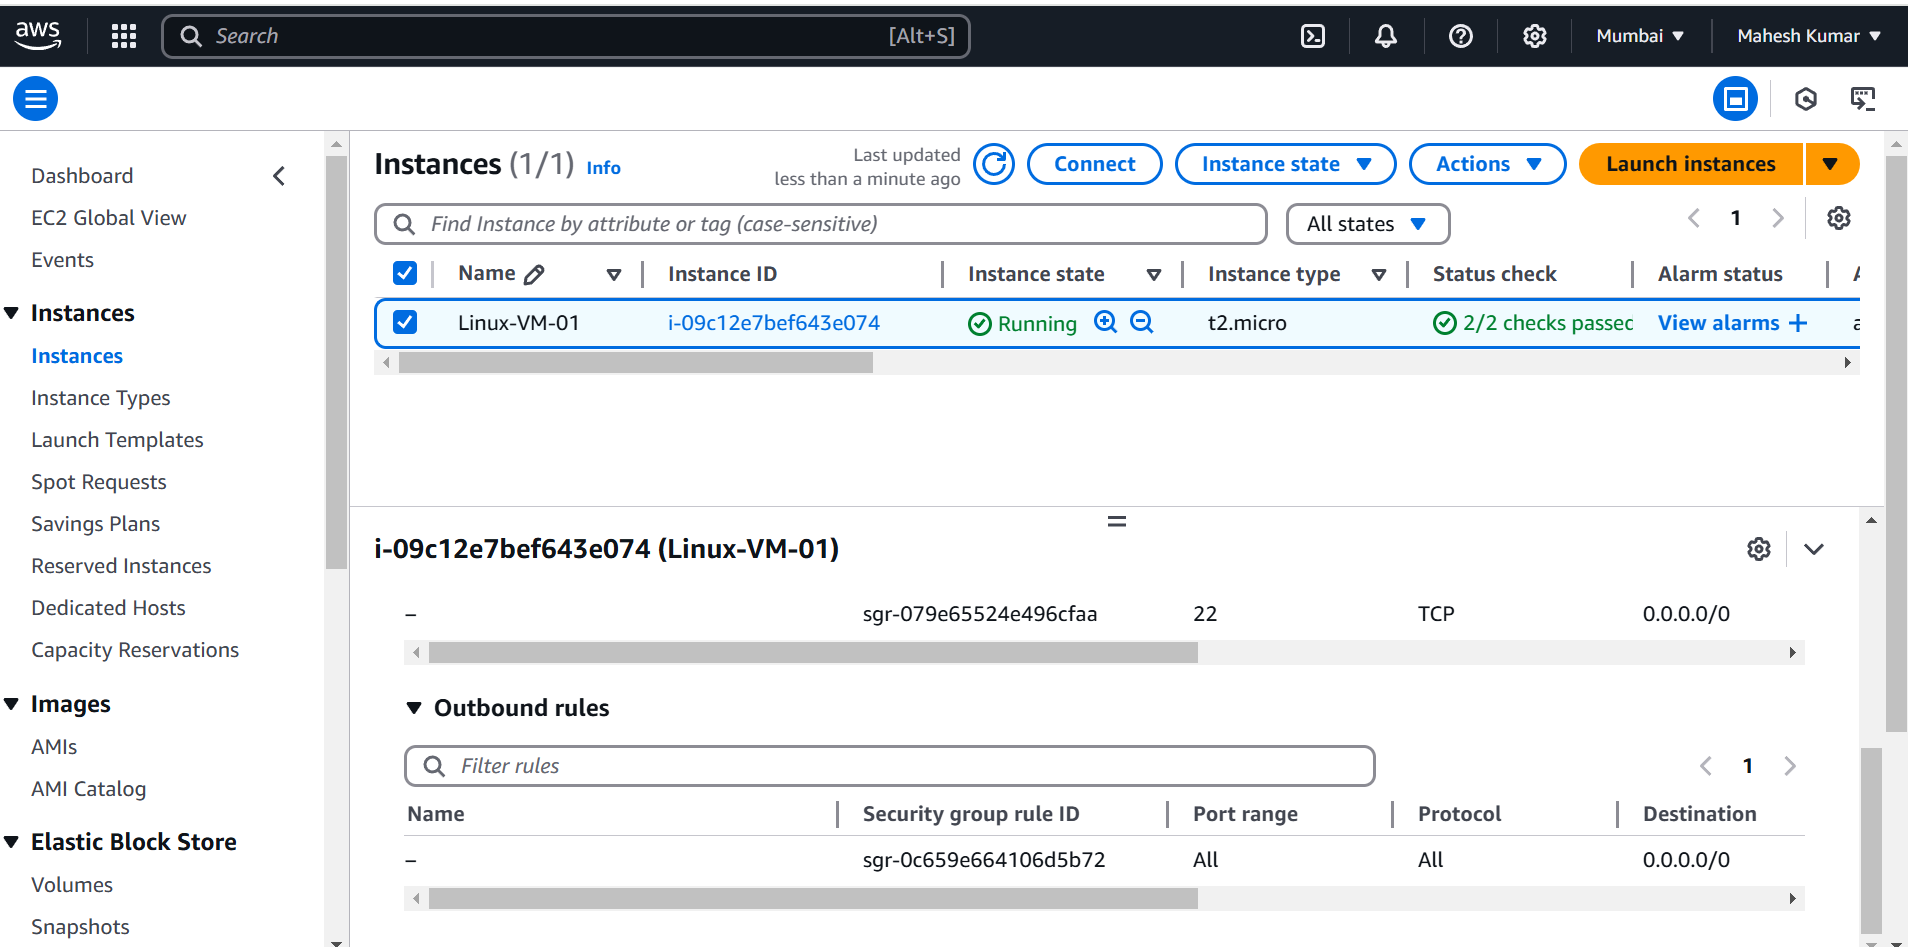 aws
Search [Alt+S]
Mumbai
Mahesh Kumar
Dashboard
EC2 Global View
Events
Instances
Instances
Instance Types
Launch Templates
Spot Requests
Savings Plans
Reserved Instances
Dedicated Hosts
Capacity Reservations
Images
AMIs
AMI Catalog
Elastic Block Store
Volumes
Snapshots
Instances (1/1) Info
Last updated
less than a minute ago
Connect
Instance state
Actions
Launch instances
Find Instance by attribute or tag (case-sensitive)
All states
1
Name Instance ID Instance state Instance type Status check Alarm status A
Linux-VM-01 i-09c12e7bef643e074 Running t2.micro 2/2 checks passed View alarms + a
i-09c12e7bef643e074 (Linux-VM-01)
– sgr-079e65524e496cfaa 22 TCP 0.0.0.0/0
Outbound rules
Filter rules
1
Name Security group rule ID Port range Protocol Destination
– sgr-0c659e664106d5b72 All All 0.0.0.0/0